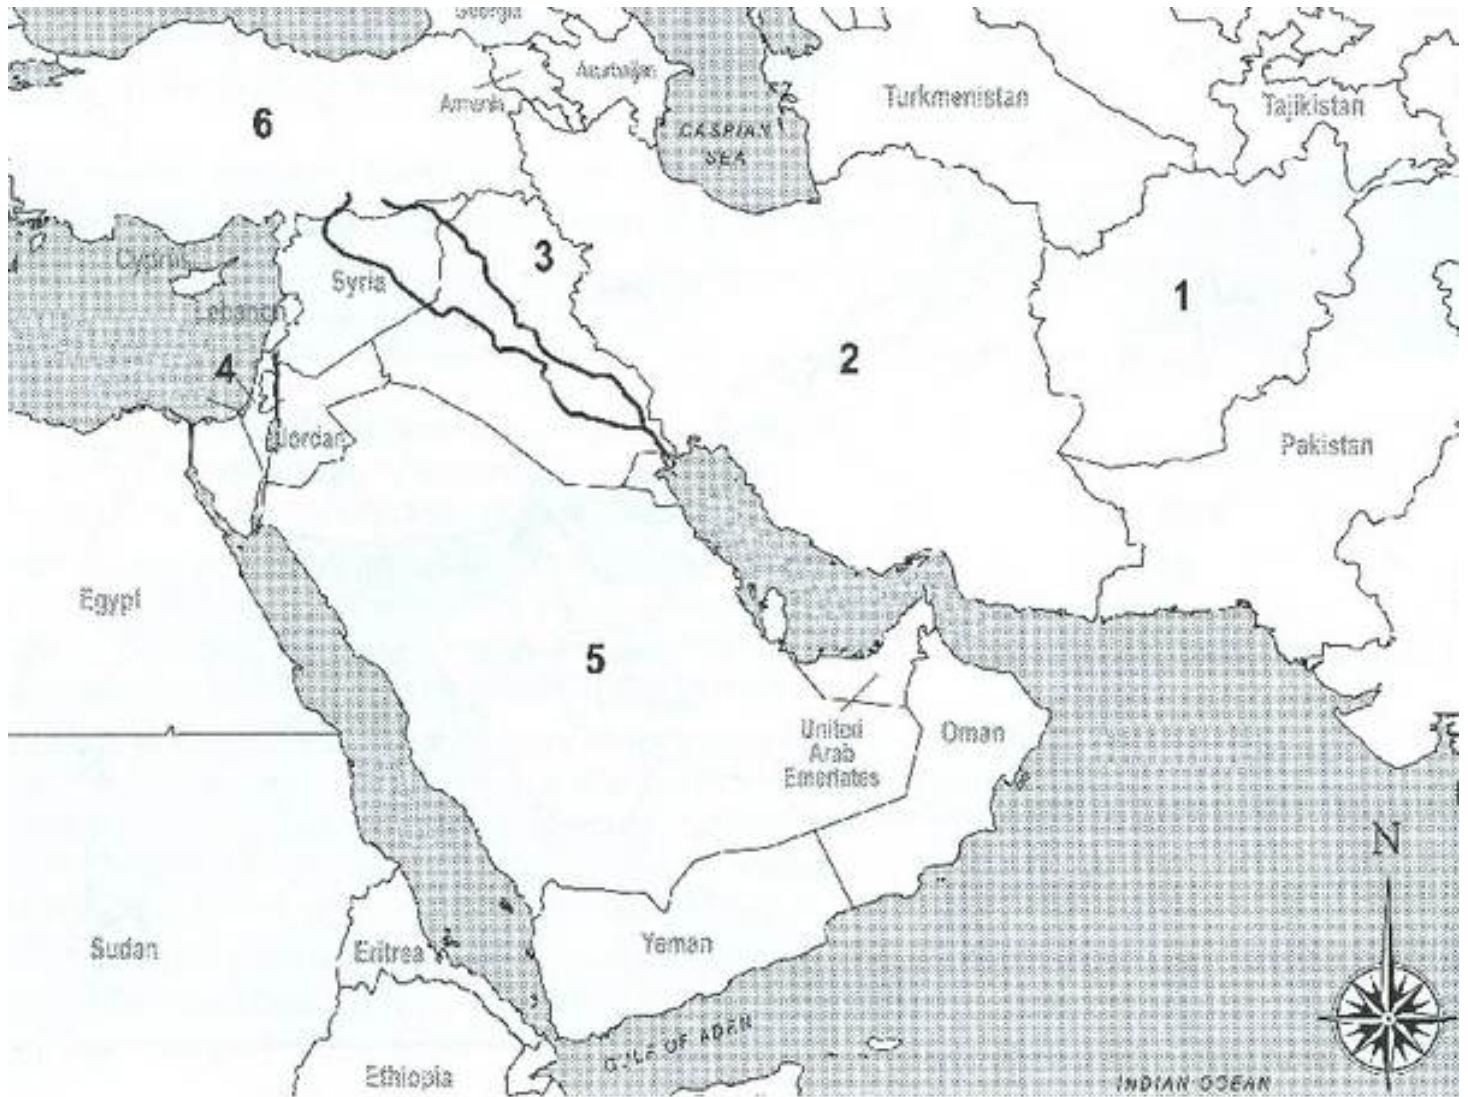 Georgia
Azerbaijan
Armenia
6
CASPIAN
SEA
Turkmenistan
Tajikistan
Cyprus
Syria
3
1
Lebanon
4
2
Jordan
Pakistan
Egypt
5
United
Arab
Emeriates
Oman
N
Sudan
Eritrea
Yeman
GULF OF ADEN
Ethiopia
INDIAN OCEAN